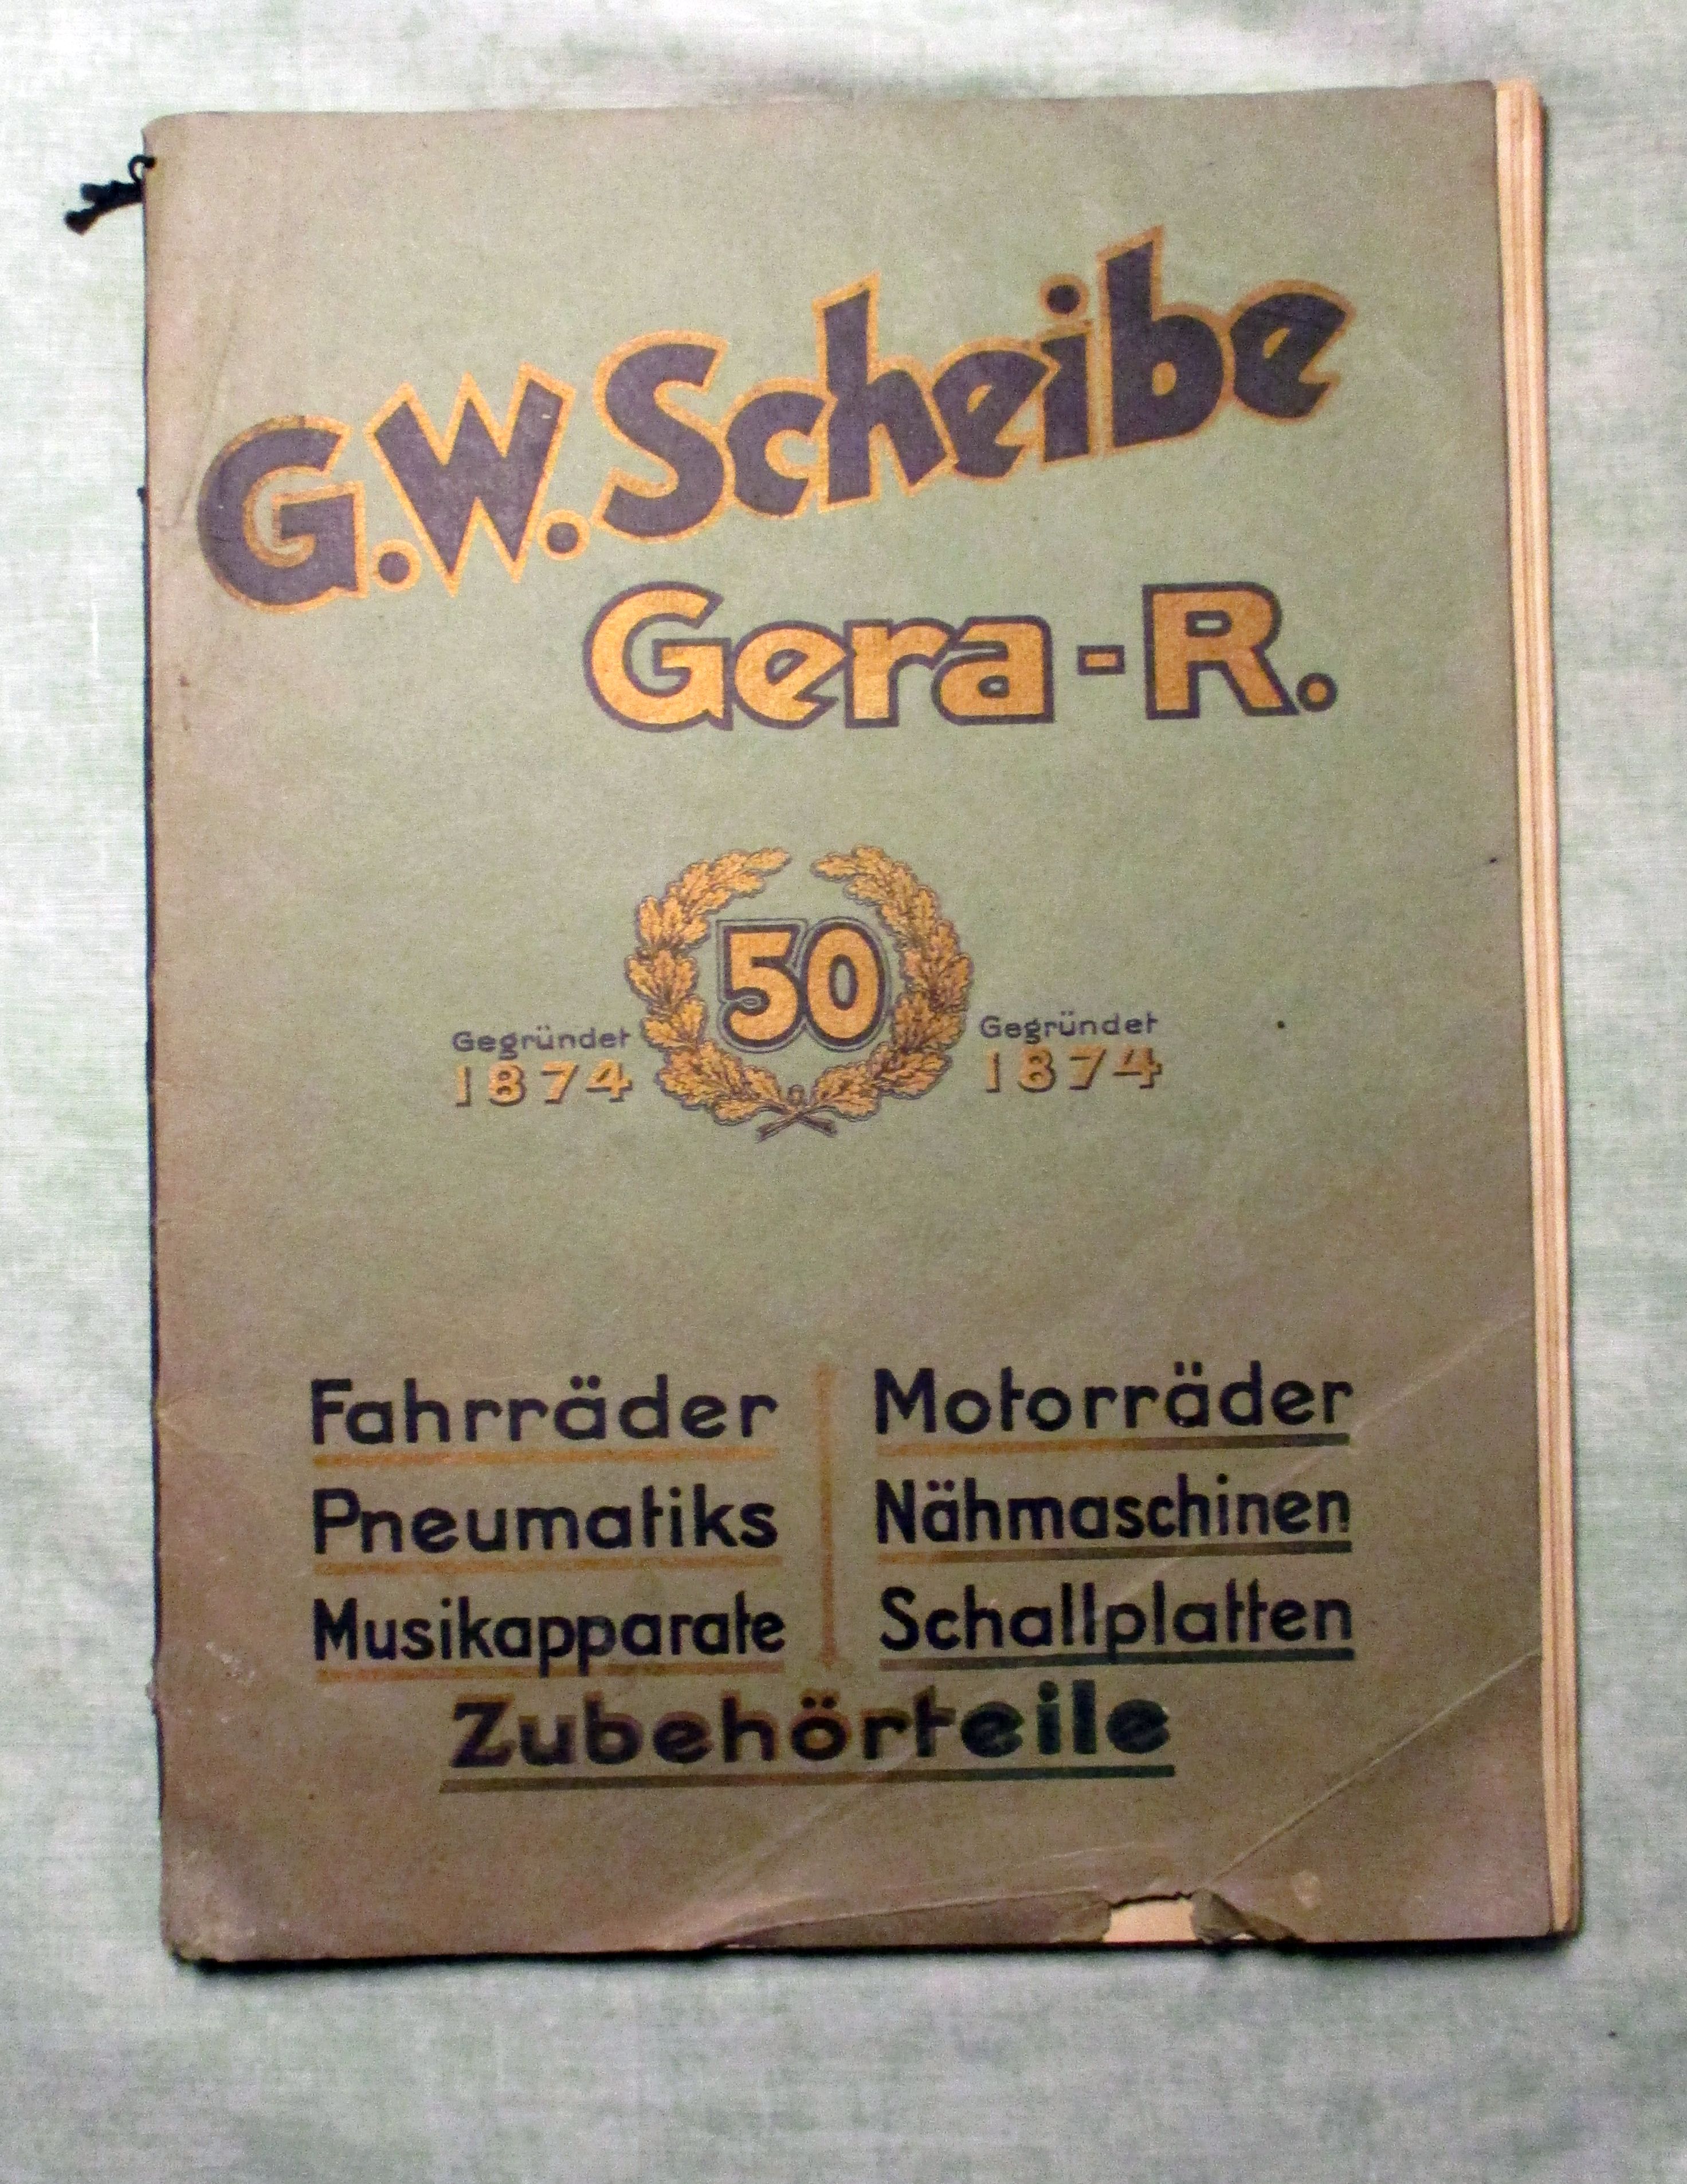 G.W. Scheibe
Gera - R.
50
Gegründet
1874
Gegründet
1874
Fahrräder
Motorräder
Pneumatiks
Nähmaschinen
Musikapparate
Schallplatten
Zubehörteile